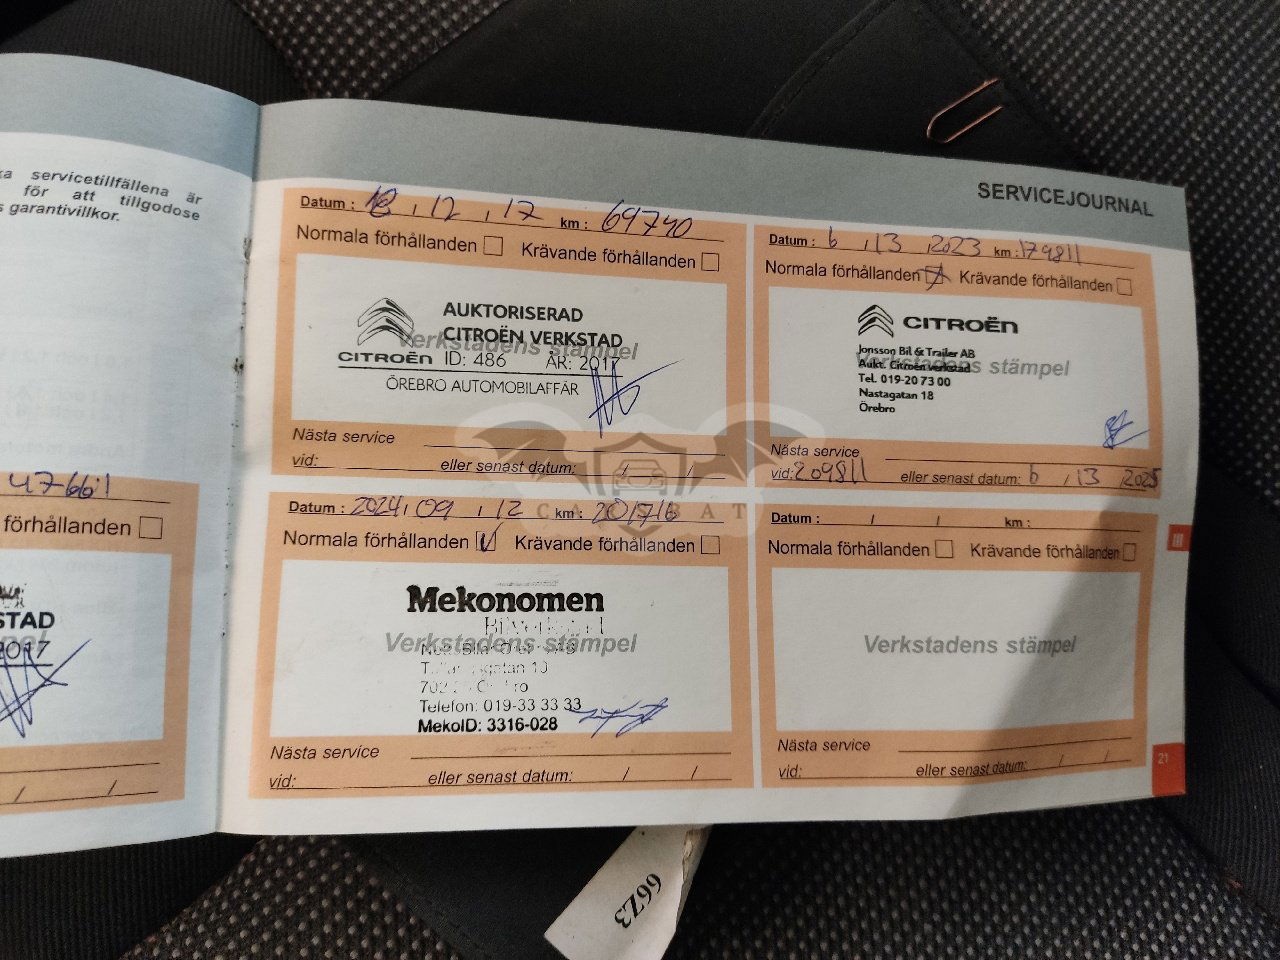 servicetillfällena är
för att tillgodose
garantivillkor.
47661
förhållanden
STAD
2017
SERVICEJOURNAL
Datum : 12 , 17 km : 69740
Normala förhållanden Krävande förhållanden
AUKTORISERAD
CITROËN VERKSTAD
Verkstadens stämpel
CITROËN ID: 486 ÅR: 2017
ÖREBRO AUTOMOBILAFFÄR
Nästa service
vid: eller senast datum: / /
Datum : 6 , 13 , 2023 km : 179811
Normala förhållanden Krävande förhållanden
CITROËN
Jonsson Bil & Trailer AB
Aukt. Citroën verkstad
Verkstadens stämpel
Tel. 019-20 73 00
Nastagatan 18
Örebro
Nästa service
vid: 209811 eller senast datum: 6 , 13 , 2025
Datum : 2024 , 09 , 12 km : 201716
Normala förhållanden Krävande förhållanden
CARSBAT
Mekonomen
Verkstadens stämpel
Telefon: 019-33 33 33
MekoID: 3316-028
Nästa service
vid: eller senast datum: / /
Datum : / / km :
Normala förhållanden Krävande förhållanden
Verkstadens stämpel
Nästa service
vid: eller senast datum: / /
III
21
66Z3